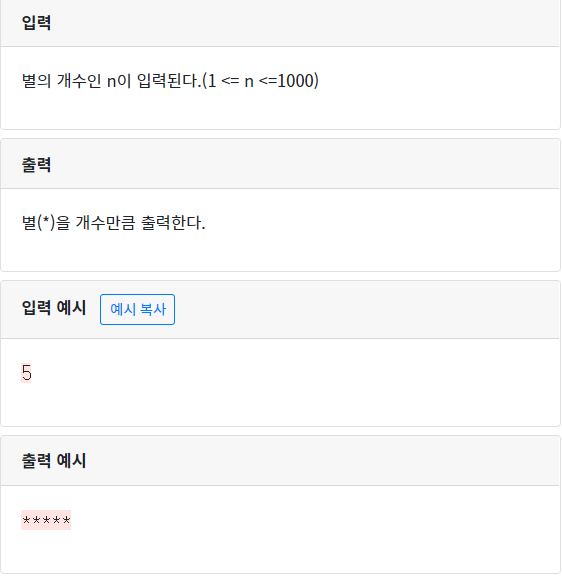 입력
별의 개수인 n이 입력된다.(1 <= n <=1000)
출력
별(*)을 개수만큼 출력한다.
입력 예시 예시 복사
5
출력 예시
*****